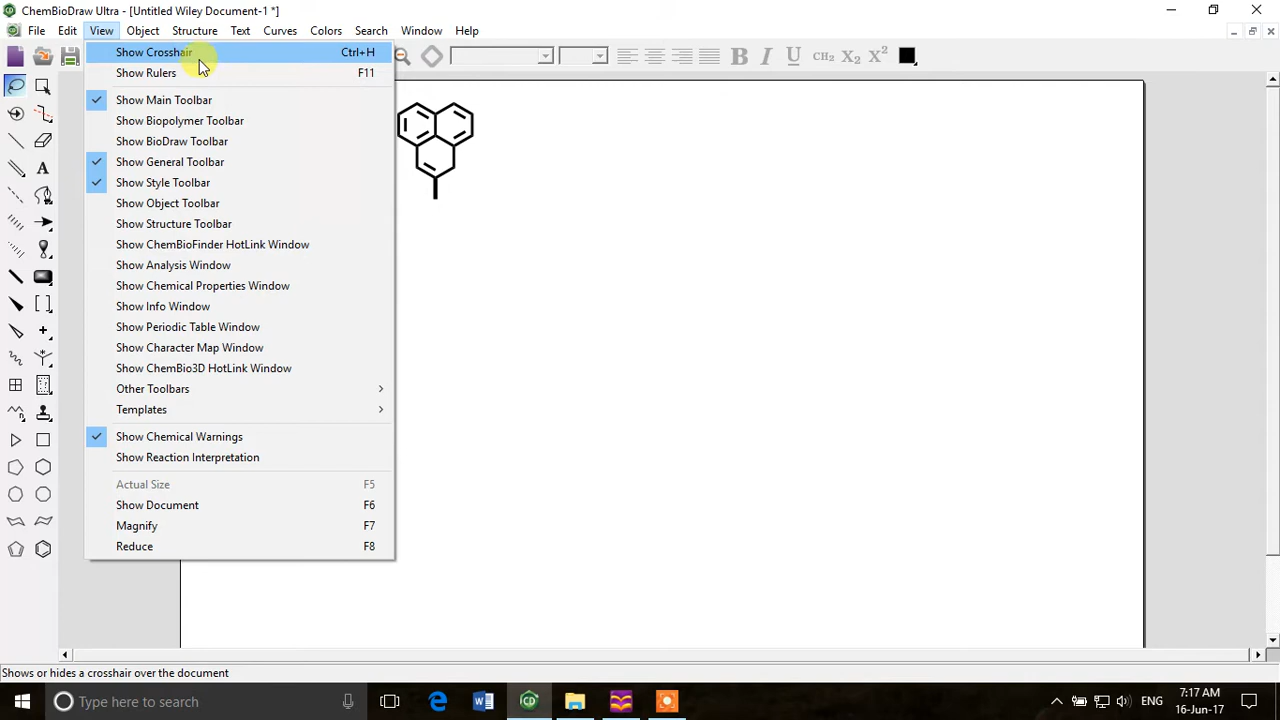 ChemBioDraw Ultra - [Untitled Wiley Document-1 *]
File Edit View Object Structure Text Curves Colors Search Window Help
Show Crosshair Ctrl+H
Show Rulers F11
Show Main Toolbar
Show Biopolymer Toolbar
Show BioDraw Toolbar
Show General Toolbar
Show Style Toolbar
Show Object Toolbar
Show Structure Toolbar
Show ChemBioFinder HotLink Window
Show Analysis Window
Show Chemical Properties Window
Show Info Window
Show Periodic Table Window
Show Character Map Window
Show ChemBio3D HotLink Window
Other Toolbars
Templates
Show Chemical Warnings
Show Reaction Interpretation
Actual Size F5
Show Document F6
Magnify F7
Reduce F8
B I U CH₂ X₂ X²
A
Shows or hides a crosshair over the document
Type here to search
ENG
7:17 AM
16-Jun-17